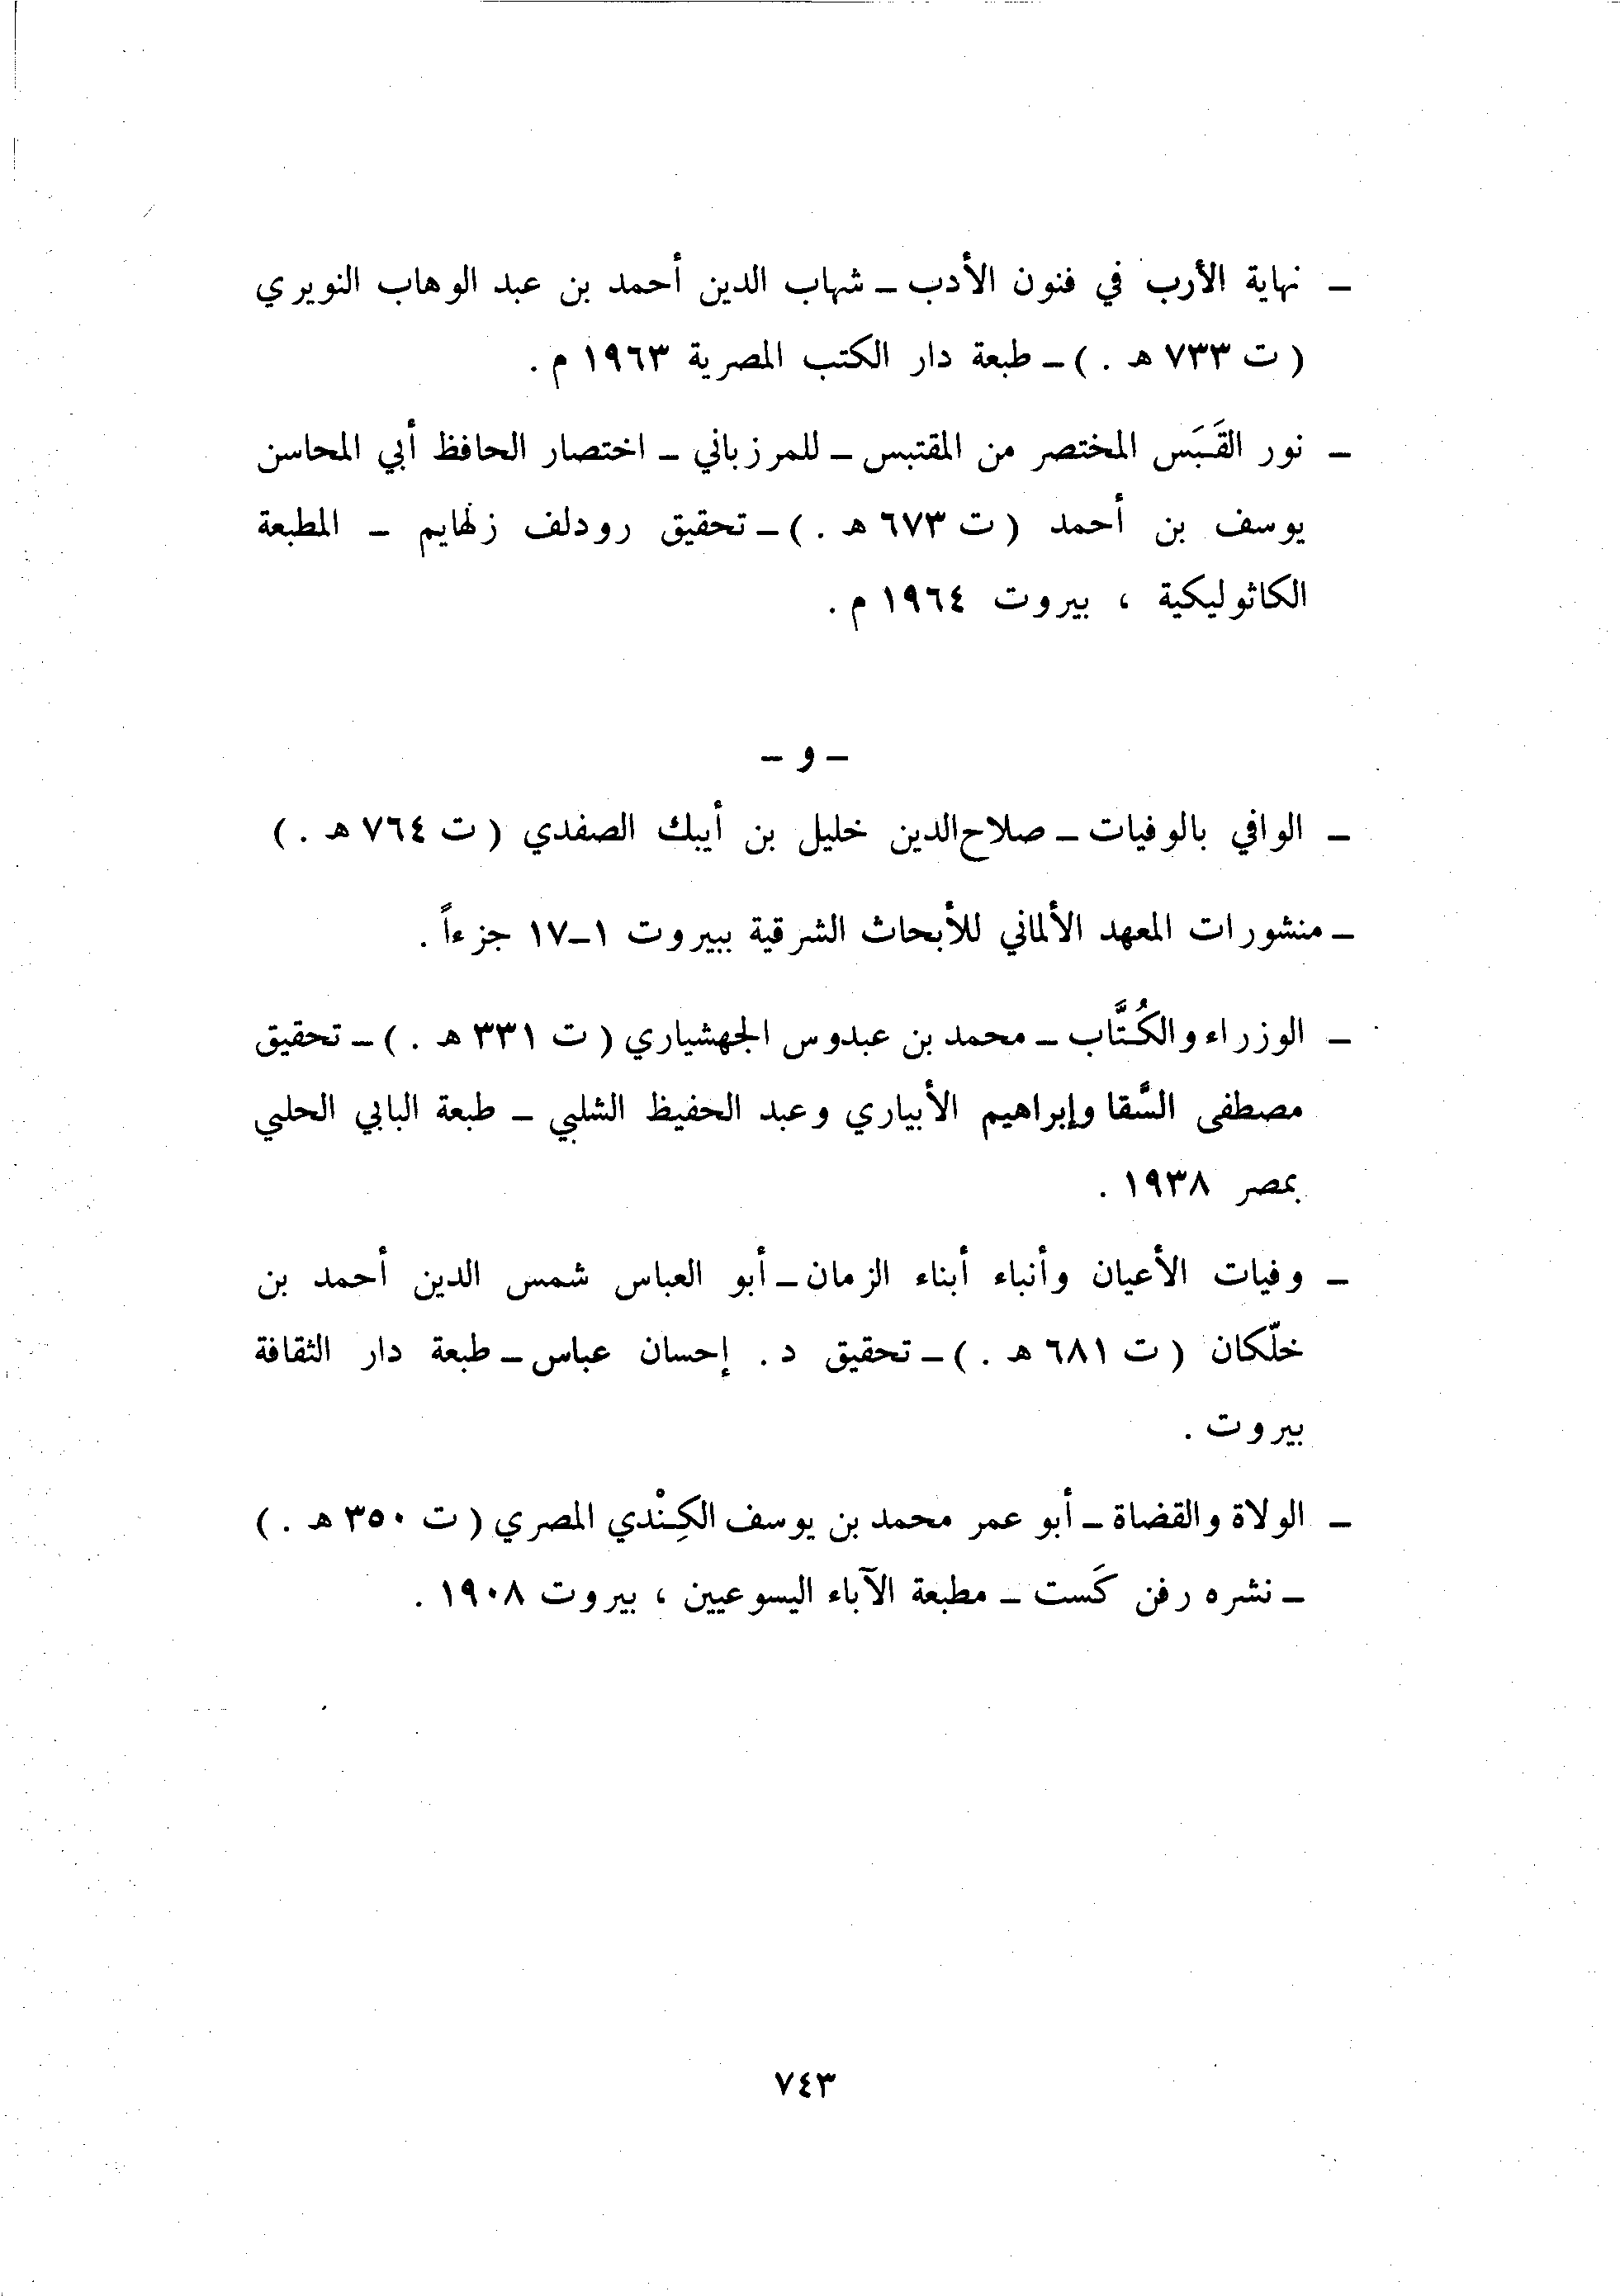 ـ نهاية الأرب في فنون الأدب ـ شهاب الدين أحمد بن عبد الوهاب النويري
( ت ٧٣٣ هـ . ) ـ طبعة دار الكتب المصرية ١٩٦٣ م .
ـ نور القَبَس المختصر من المقتبس ـ للمرزباني ـ اختصار الحافظ أبي المحاسن
يوسف بن أحمد ( ت ٦٧٣ هـ . ) ـ تحقيق رودلف زلهايم ـ المطبعة
الكاثوليكية ، بيروت ١٩٦٤ م .
ـ و ـ
ـ الوافي بالوفيات ـ صلاح الدين خليل بن أيبك الصفدي ( ت ٧٦٤ هـ . )
ـ منشورات المعهد الألماني للأبحاث الشرقية ببيروت ١ـ١٧ جزءاً .
ـ الوزراء والكُتَّاب ـ محمد بن عبدوس الجهشياري ( ت ٣٣١ هـ . ) ـ تحقيق
مصطفى السَّقا وإبراهيم الأبياري وعبد الحفيظ الشلبي ـ طبعة البابي الحلبي
بمصر ١٩٣٨ .
ـ وفيات الأعيان وأنباء أبناء الزمان ـ أبو العباس شمس الدين أحمد بن
خلّكان ( ت ٦٨١ هـ . ) ـ تحقيق د . إحسان عباس ـ طبعة دار الثقافة
بيروت .
ـ الولاة والقضاة ـ أبو عمر محمد بن يوسف الكِنْدي المصري ( ت ٣٥٠ هـ . )
ـ نشره رفن كَست ـ مطبعة الآباء اليسوعيين ، بيروت ١٩٠٨ .
٧٤٣